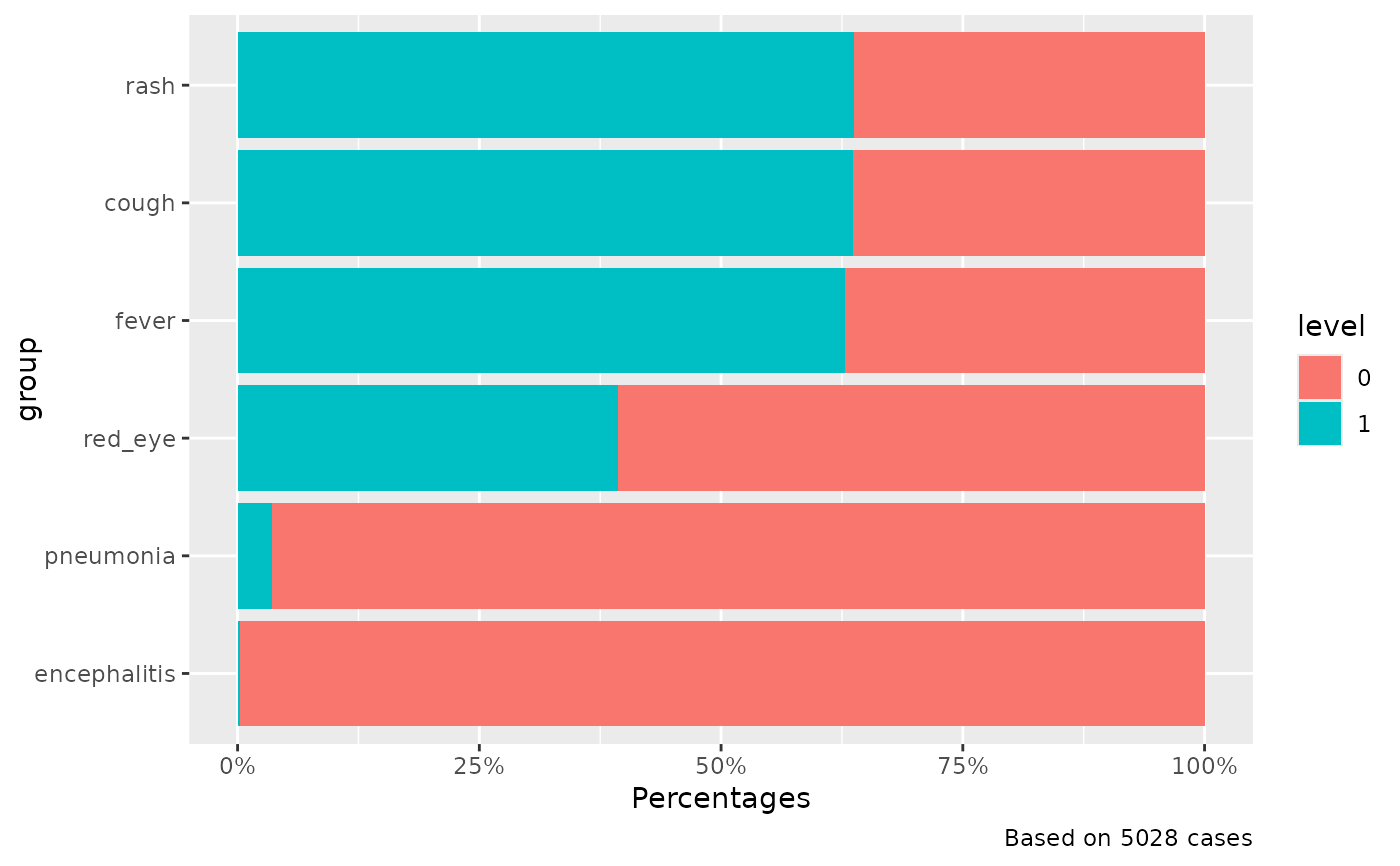 rash
cough
fever
red_eye
pneumonia
encephalitis
group
0% 25% 50% 75% 100%
Percentages
level
0
1
Based on 5028 cases